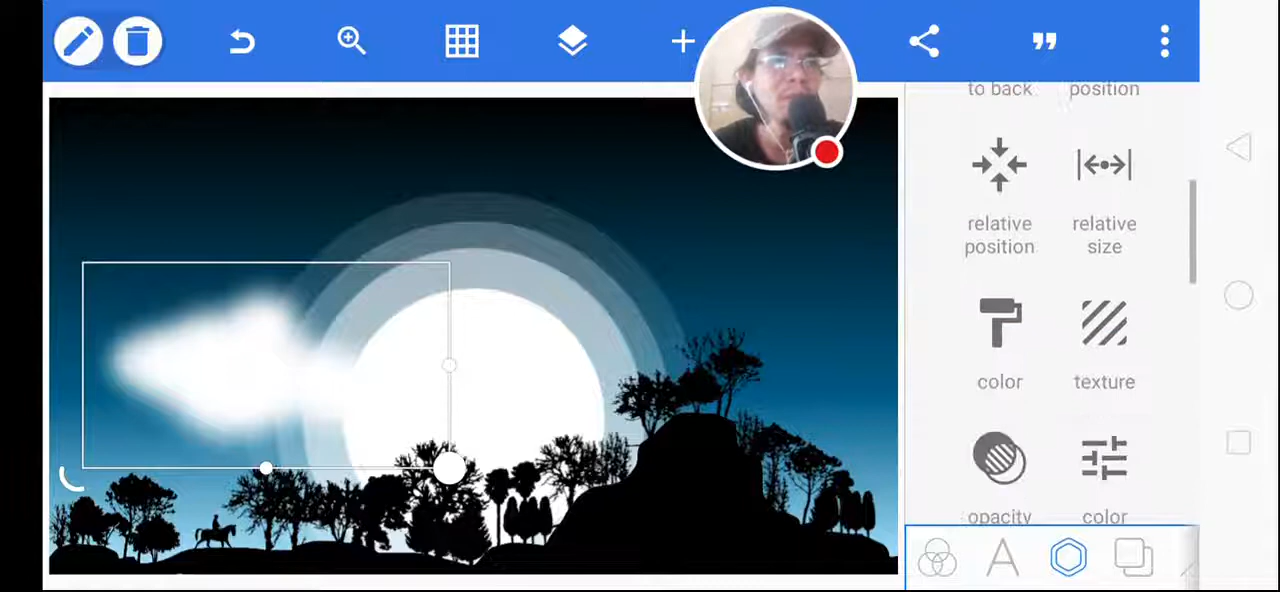 to back
position
relative
position
relative
size
color
texture
opacity
color